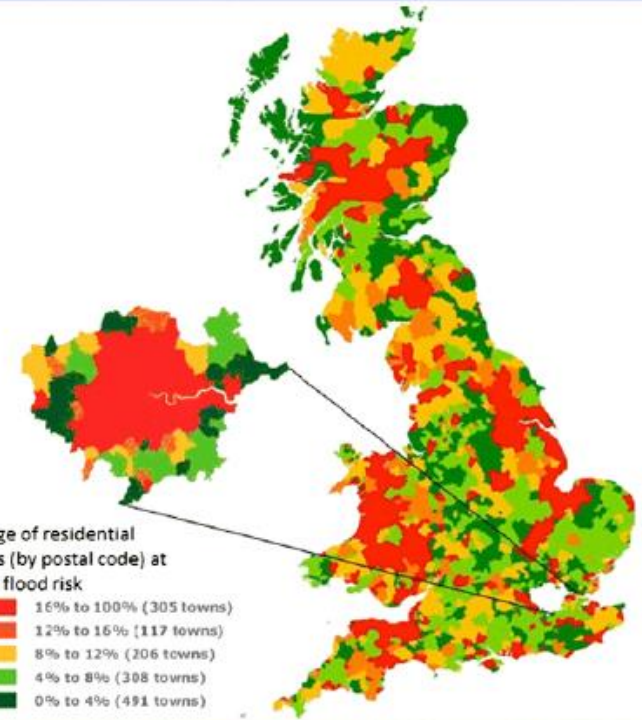 ge of residential
s (by postal code) at
flood risk
16% to 100% (305 towns)
12% to 16% (117 towns)
8% to 12% (206 towns)
4% to 8% (308 towns)
0% to 4% (491 towns)